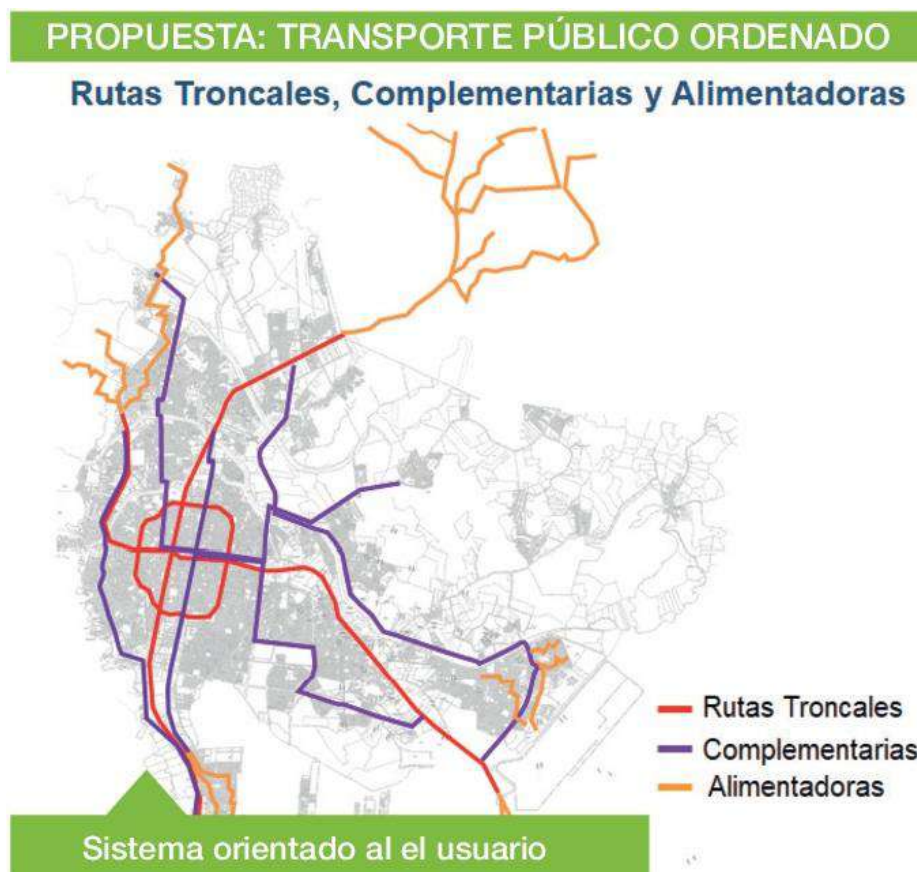 PROPUESTA: TRANSPORTE PÚBLICO ORDENADO
Rutas Troncales, Complementarias y Alimentadoras
Rutas Troncales
Complementarias
Alimentadoras
Sistema orientado al el usuario